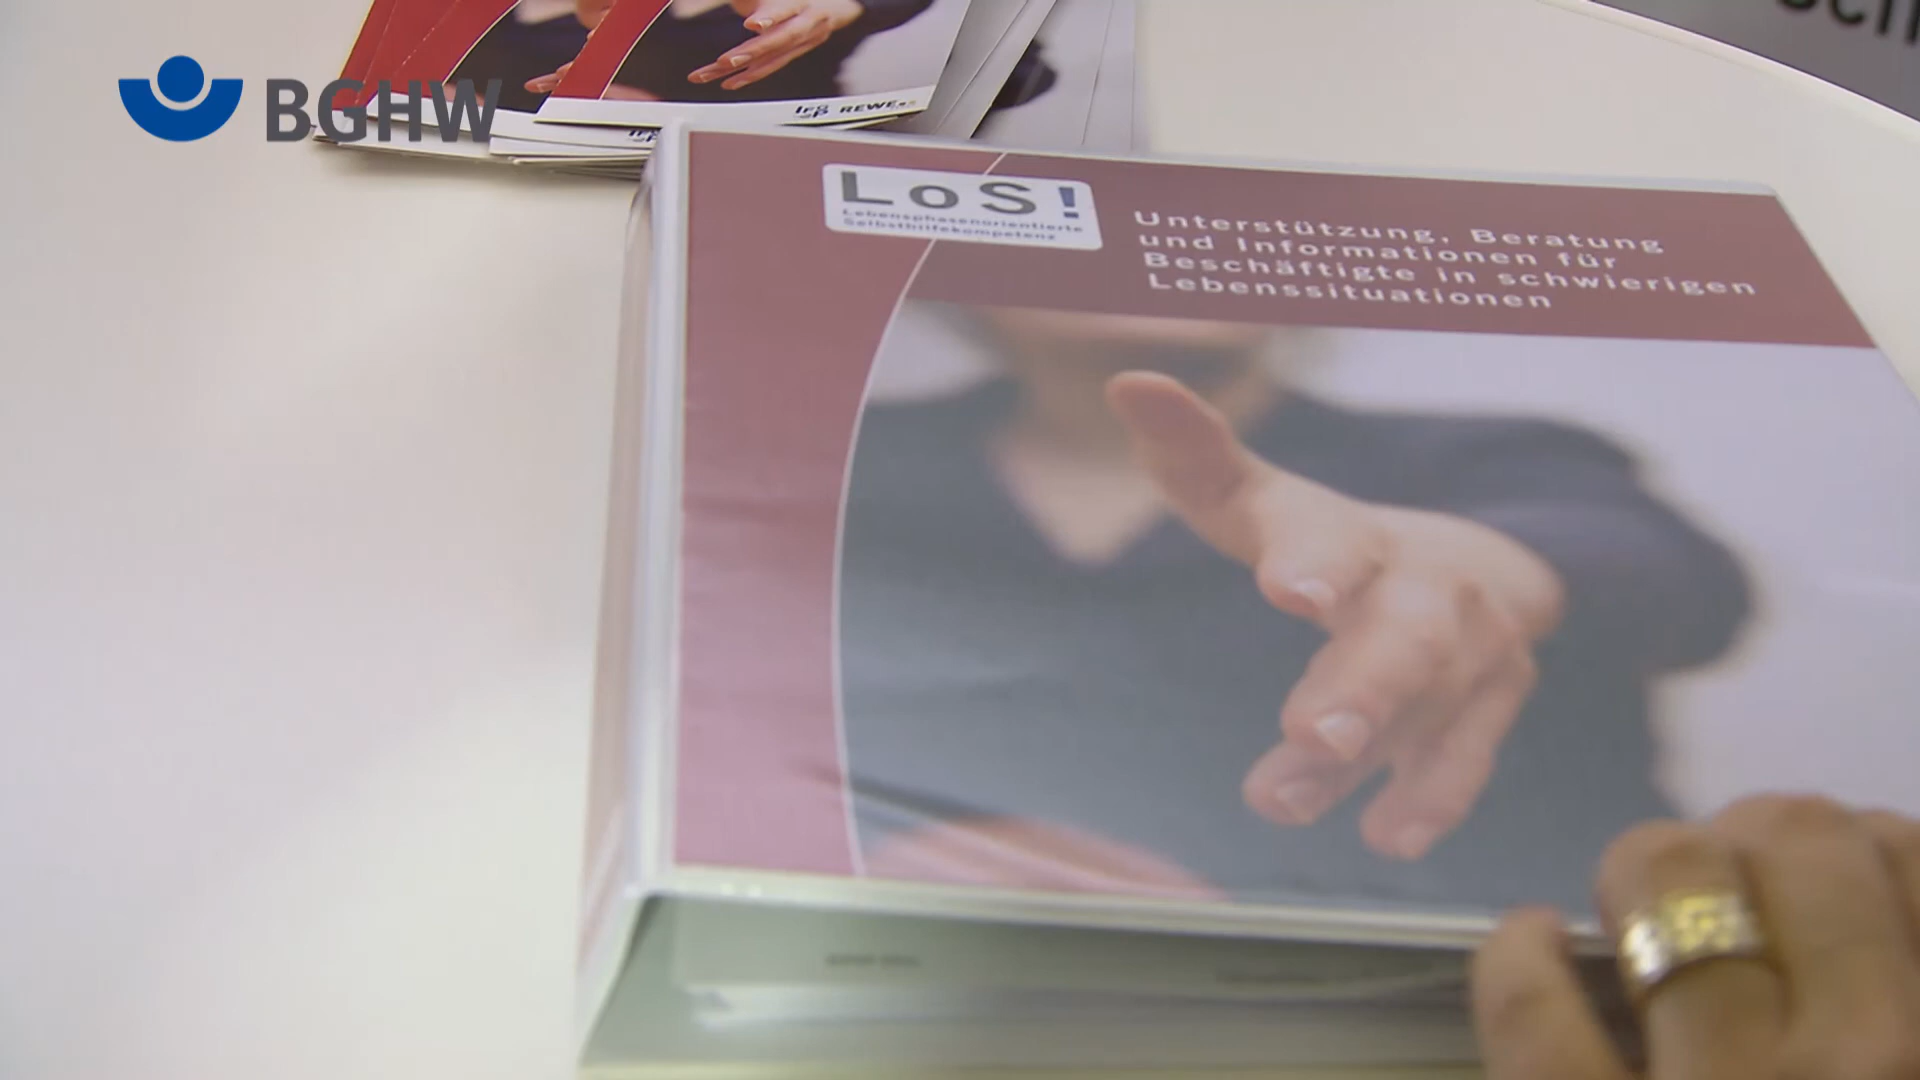 BGHW
REWE
LoS!
Lebensphasenorientierte
Selbsthilfekompetenz
Unterstützung, Beratung
und Informationen für
Beschäftigte in schwierigen
Lebenssituationen